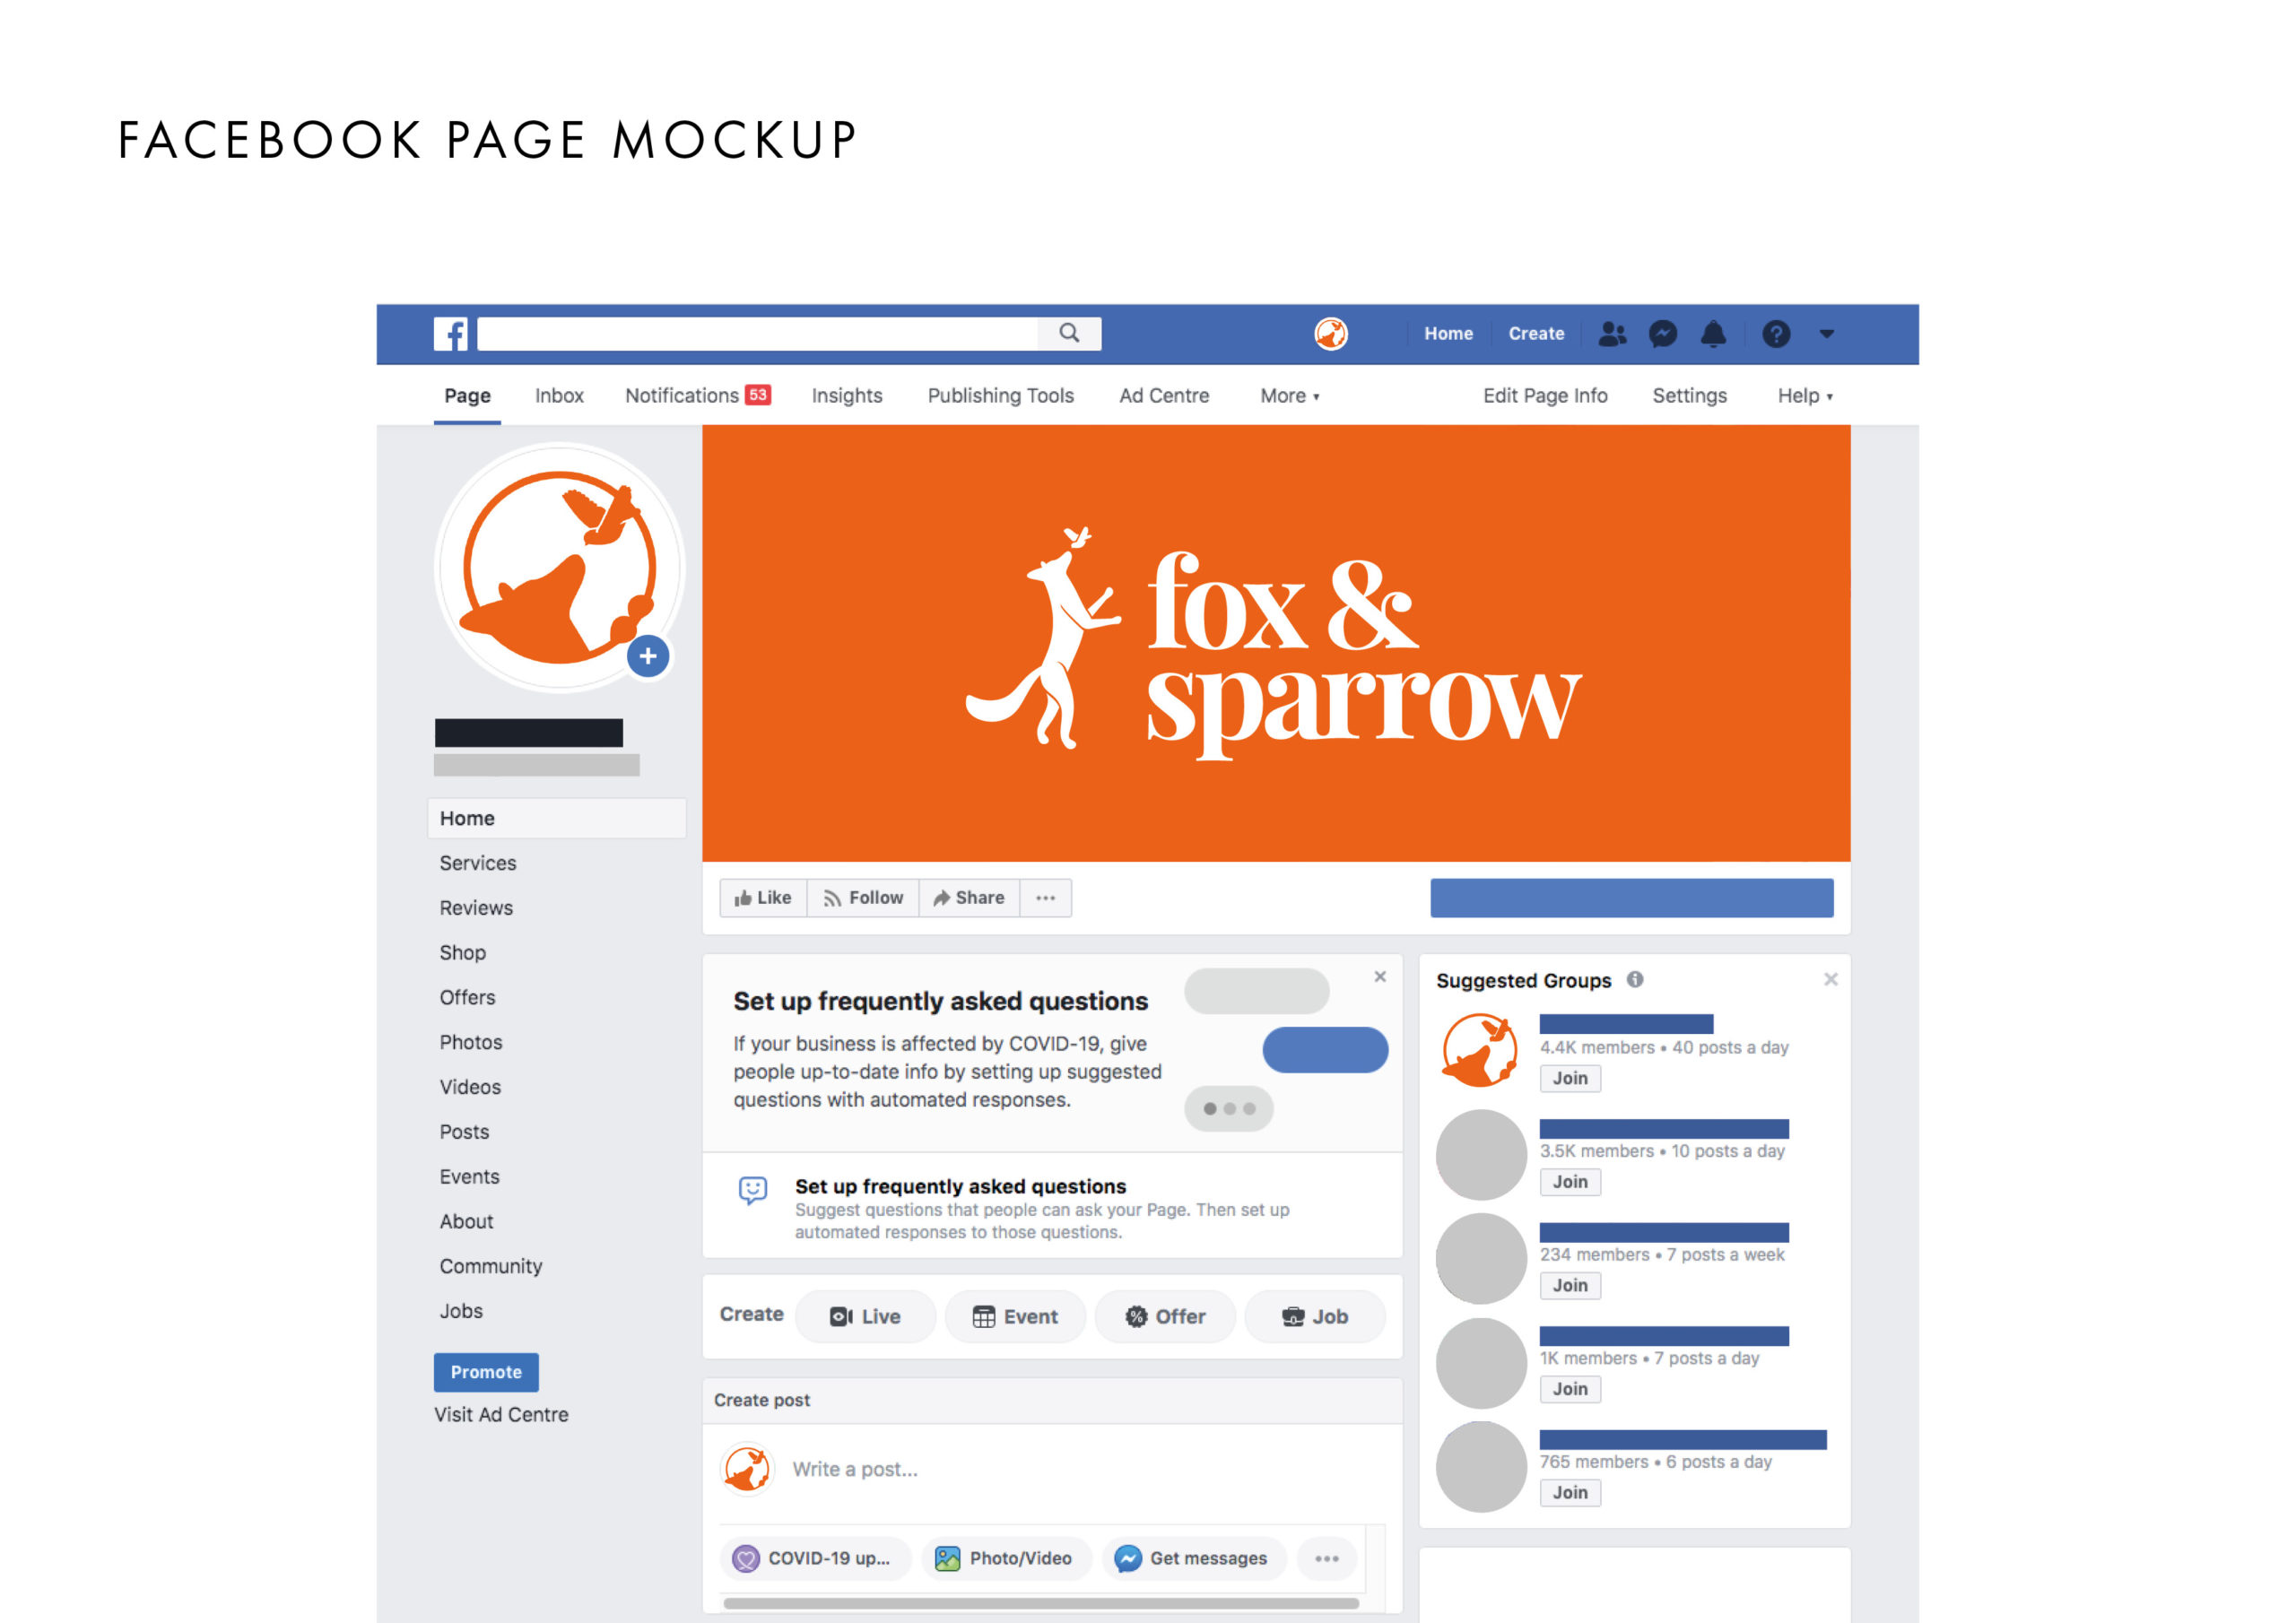 FACEBOOK PAGE MOCKUP
Home Create
Page Inbox Notifications 53 Insights Publishing Tools Ad Centre More Edit Page Info Settings Help
fox &
sparrow
Home
Services
Reviews
Shop
Offers
Photos
Videos
Posts
Events
About
Community
Jobs
Promote
Visit Ad Centre
Like Follow Share
Set up frequently asked questions
If your business is affected by COVID-19, give
people up-to-date info by setting up suggested
questions with automated responses.
Set up frequently asked questions
Suggest questions that people can ask your Page. Then set up
automated responses to those questions.
Create Live Event Offer Job
Create post
Write a post...
COVID-19 up... Photo/Video Get messages
Suggested Groups
4.4K members • 40 posts a day
Join
3.5K members • 10 posts a day
Join
234 members • 7 posts a week
Join
1K members • 7 posts a day
Join
765 members • 6 posts a day
Join